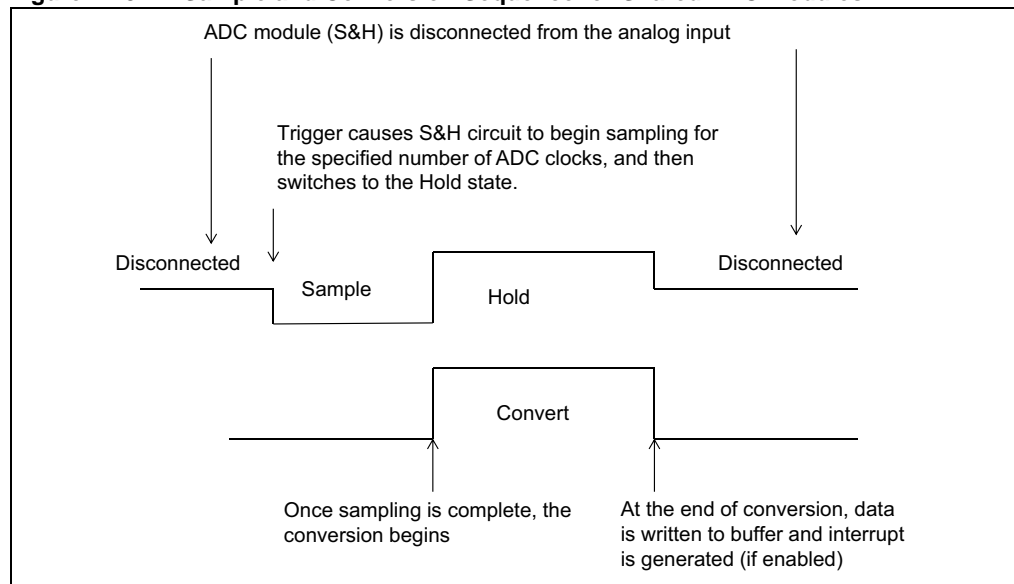 ADC module (S&H) is disconnected from the analog input
Trigger causes S&H circuit to begin sampling for
the specified number of ADC clocks, and then
switches to the Hold state.
Disconnected
Disconnected
Sample
Hold
Convert
Once sampling is complete, the
conversion begins
At the end of conversion, data
is written to buffer and interrupt
is generated (if enabled)